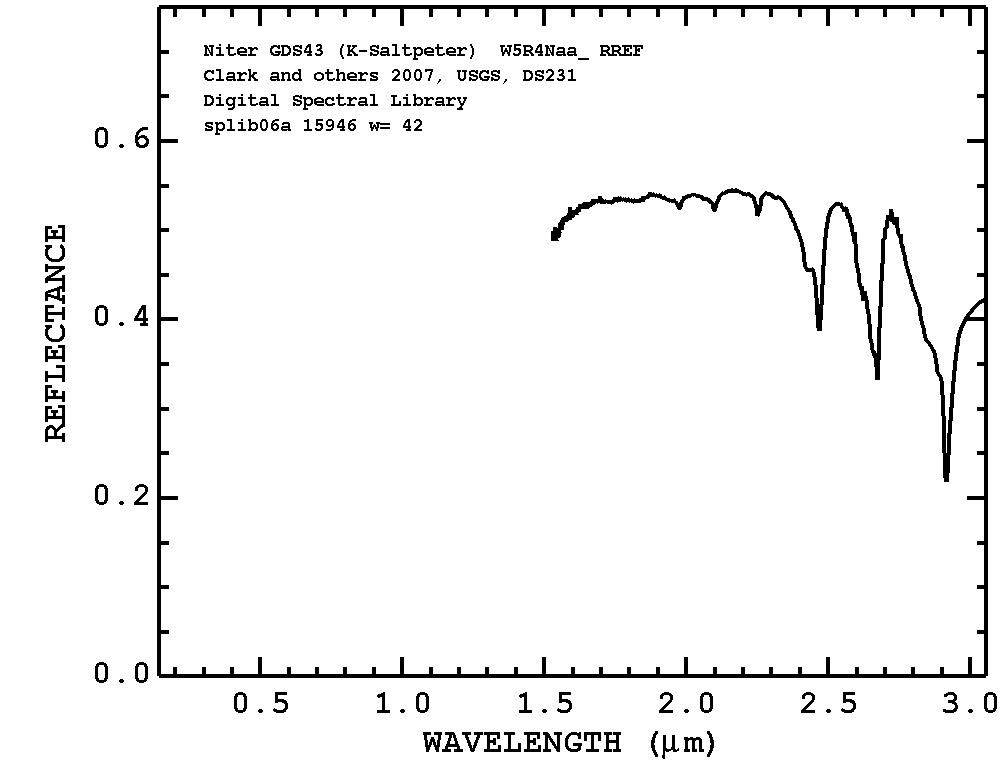 Niter GDS43 (K-Saltpeter) W5R4Naa_ RREF
Clark and others 2007, USGS, DS231
Digital Spectral Library
splib06a 15946 w= 42
REFLECTANCE
0.6
0.4
0.2
0.0
0.5 1.0 1.5 2.0 2.5 3.0
WAVELENGTH (μm)